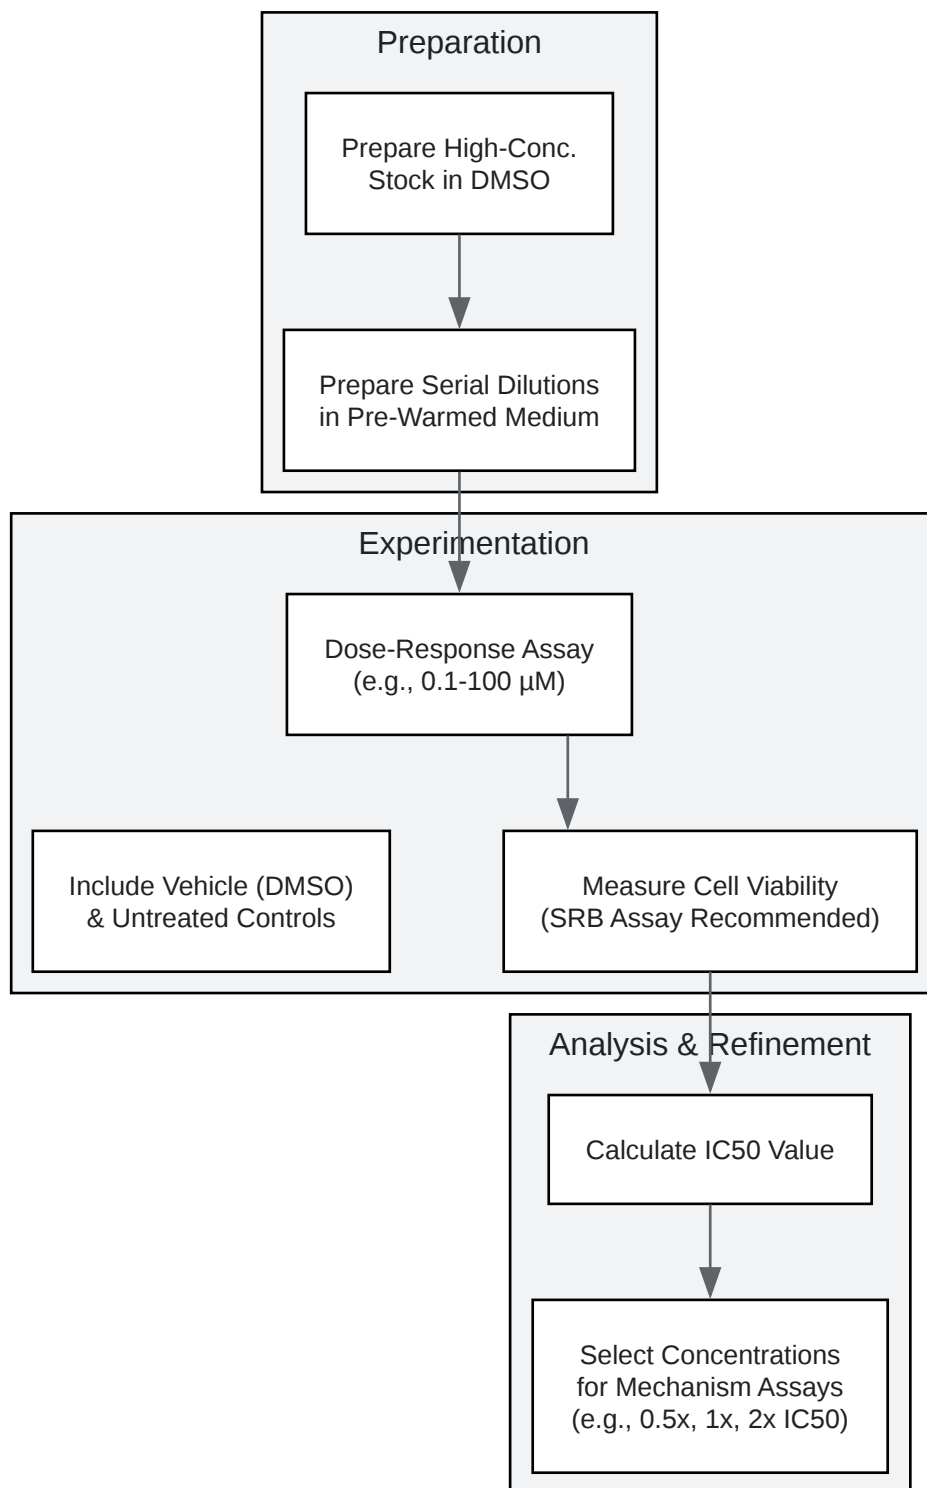 Preparation
Prepare High-Conc.
Stock in DMSO
Prepare Serial Dilutions
in Pre-Warmed Medium
Experimentation
Dose-Response Assay
(e.g., 0.1-100 µM)
Include Vehicle (DMSO)
& Untreated Controls
Measure Cell Viability
(SRB Assay Recommended)
Analysis & Refinement
Calculate IC50 Value
Select Concentrations
for Mechanism Assays
(e.g., 0.5x, 1x, 2x IC50)